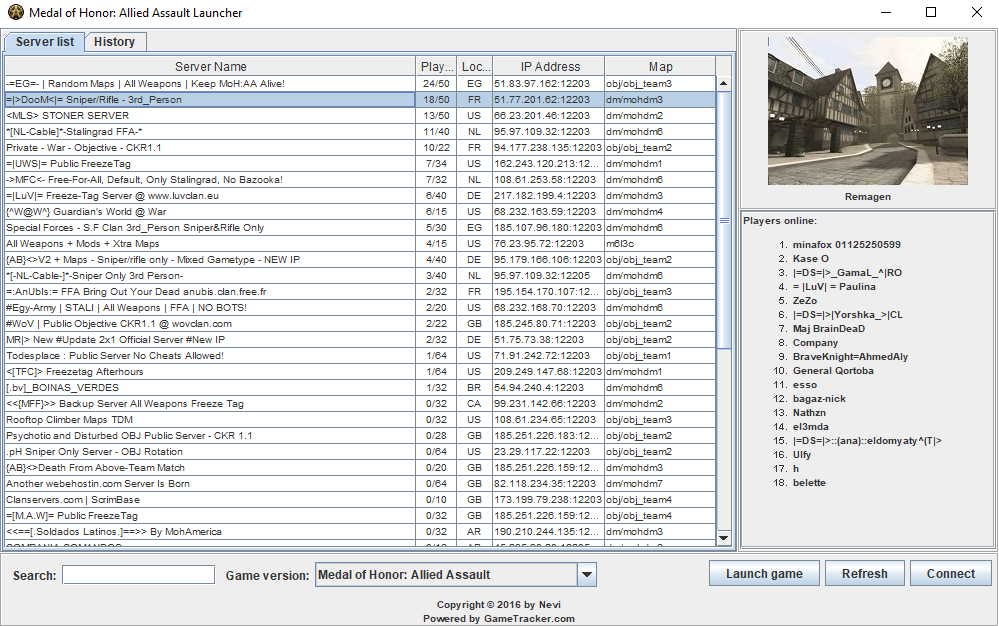 Medal of Honor: Allied Assault Launcher
Server list History
Server Name Play... Loc... IP Address Map
-=EG=- | Random Maps | All Weapons | Keep MoH:AA Alive! 24/50 EG 51.83.97.162:12203 obj/obj_team3
=|>DooM<|= Sniper/Rifle - 3rd_Person 18/50 FR 51.77.201.62:12203 dm/mohdm3
<MLS> STONER SERVER 13/50 US 66.23.201.46:12203 dm/mohdm2
*[NL-Cable]*-Stalingrad FFA-* 11/40 NL 95.97.109.32:12203 dm/mohdm6
Private - War - Objective - CKR1.1 10/22 FR 94.177.238.135:12203 obj/obj_team2
=|UWS|= Public FreezeTag 7/34 US 162.243.120.213:12... dm/mohdm1
->MFC<- Free-For-All, Default, Only Stalingrad, No Bazooka! 7/32 NL 108.61.253.58:12203 dm/mohdm6
=|LuV|= Freeze-Tag Server @ www.luvclan.eu 6/40 DE 217.182.199.4:12203 dm/mohdm3
{^W@W^} Guardian's World @ War 6/15 US 68.232.163.59:12203 dm/mohdm4
Special Forces - S.F Clan 3rd_Person Sniper&Rifle Only 5/30 EG 185.107.96.180:12203 dm/mohdm6
All Weapons + Mods + Xtra Maps 4/15 US 76.23.95.72:12203 m6l3c
{AB}<>V2 + Maps - Sniper/rifle only - Mixed Gametype - NEW IP 4/40 DE 95.179.166.106:12203 obj/obj_team2
*[-NL-Cable-]*-Sniper Only 3rd Person- 3/40 NL 95.97.109.32:12205 dm/mohdm6
=:AnUbIs:= FFA Bring Out Your Dead anubis.clan.free.fr 2/32 FR 195.154.170.107:12... obj/obj_team3
#Egy-Army | STALI | All Weapons | FFA | NO BOTS! 2/20 US 68.232.168.70:12203 dm/mohdm6
#WoV | Public Objective CKR1.1 @ wovclan.com 2/22 GB 185.245.80.71:12203 obj/obj_team2
MR|> New #Update 2x1 Official Server #New IP 2/32 DE 51.75.73.38:12203 obj/obj_team2
Todesplace : Public Server No Cheats Allowed! 1/64 US 71.91.242.72:12203 obj/obj_team1
<[TFC]> Freezetag Afterhours 1/64 US 209.249.147.68:12203 dm/mohdm1
[.bv]_BOINAS_VERDES 1/32 BR 54.94.240.4:12203 dm/mohdm6
<<{MFF}>> Backup Server All Weapons Freeze Tag 0/32 CA 99.231.142.66:12203 dm/mohdm2
Rooftop Climber Maps TDM 0/32 US 108.61.234.65:12203 obj/obj_team3
Psychotic and Disturbed OBJ Public Server - CKR 1.1 0/28 GB 185.251.226.183:12... obj/obj_team2
.pH Sniper Only Server - OBJ Rotation 0/64 US 23.29.117.22:12203 obj/obj_team2
{AB}<>Death From Above-Team Match 0/20 GB 185.251.226.159:12... dm/mohdm3
Another webehostin.com Server Is Born 0/64 GB 82.118.234.35:12203 dm/mohdm7
Clanservers.com | ScrimBase 0/10 GB 173.199.79.238:12203 obj/obj_team4
=[M.A.W]= Public FreezeTag 0/32 GB 185.251.226.159:12... obj/obj_team4
<<==[.Soldados Latinos.]==>> By MohAmerica 0/32 AR 190.210.244.135:12... dm/mohdm3
Remagen
Players online:
1. minafox 01125250599
2. Kase O
3. |=DS=|>_GamaL_^|RO
4. = |LuV| = Paulina
5. ZeZo
6. |=DS=|>|Yorshka_>|CL
7. Maj BrainDeaD
8. Company
9. BraveKnight=AhmedAly
10. General Qortoba
11. esso
12. bagaz-nick
13. Nathzn
14. el3mda
15. |=DS=|>::(ana)::eldomyaty^(T|>
16. Ulfy
17. h
18. belette
Search: Game version: Medal of Honor: Allied Assault Launch game Refresh Connect
Copyright © 2016 by Nevi
Powered by GameTracker.com